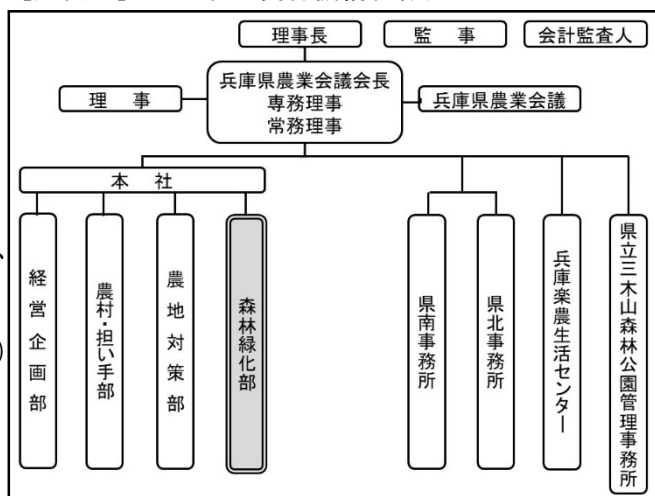 理事長
監　事
会計監査人
理　事
兵庫県農業会議会長
専務理事
常務理事
兵庫県農業会議
本　社
経営企画部
農村・担い手部
農地対策部
森林緑化部
県南事務所
県北事務所
兵庫楽農生活センター
県立三木山森林公園管理事務所